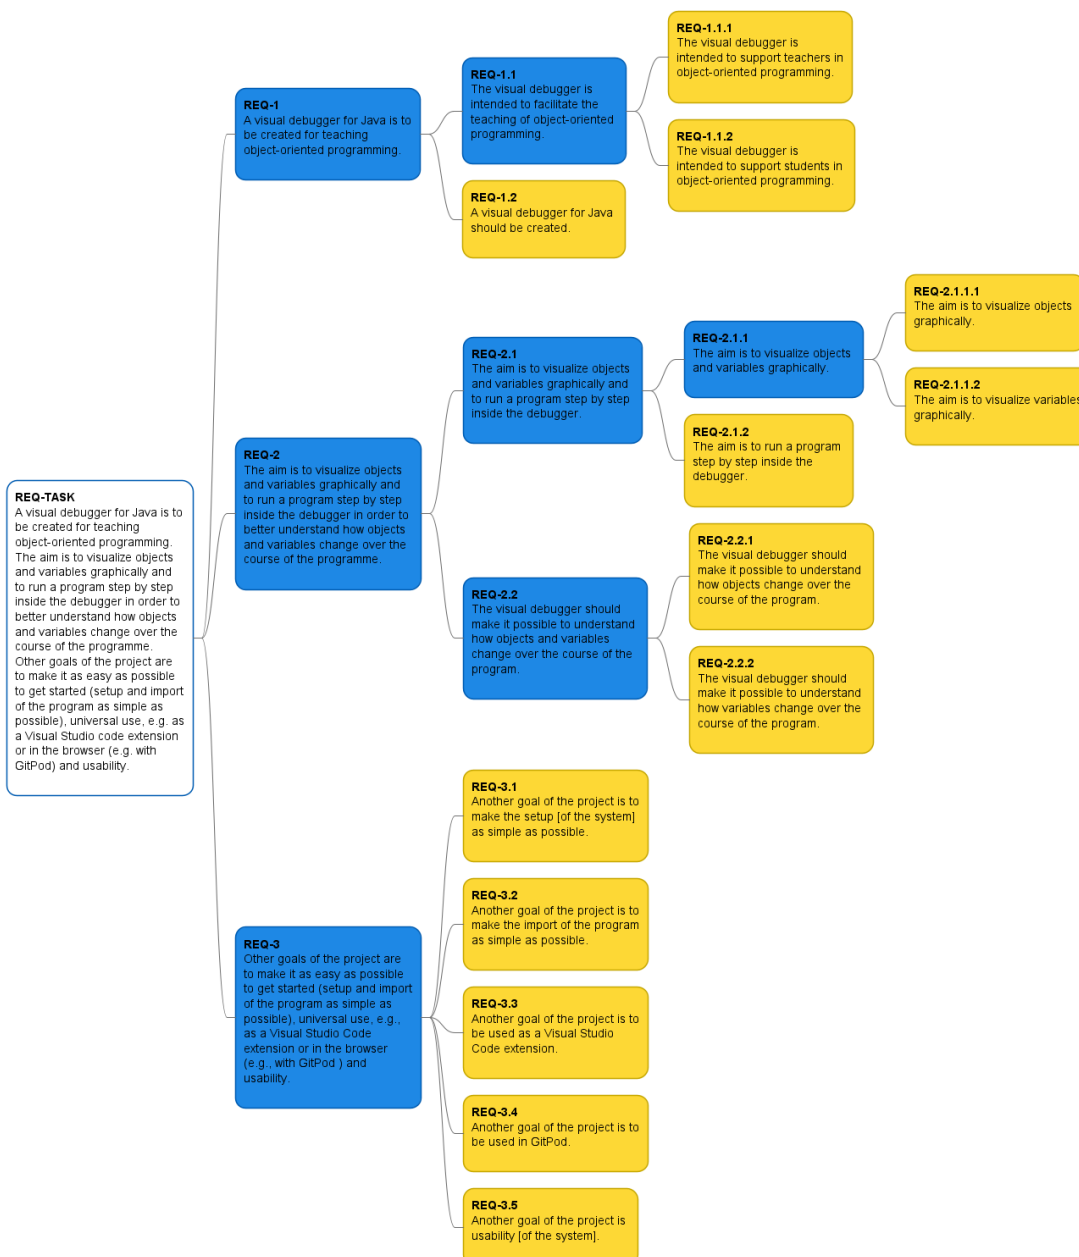 REQ-TASK
A visual debugger for Java is to
be created for teaching
object-oriented programming.
The aim is to visualize objects
and variables graphically and
to run a program step by step
inside the debugger in order to
better understand how objects
and variables change over the
course of the programme.
Other goals of the project are
to make it as easy as possible
to get started (setup and import
of the program as simple as
possible), universal use, e.g. as
a Visual Studio code extension
or in the browser (e.g. with
GitPod) and usability.
REQ-1
A visual debugger for Java is to
be created for teaching
object-oriented programming.
REQ-1.1
The visual debugger is
intended to facilitate the
teaching of object-oriented
programming.
REQ-1.1.1
The visual debugger is
intended to support teachers in
object-oriented programming.
REQ-1.1.2
The visual debugger is
intended to support students in
object-oriented programming.
REQ-1.2
A visual debugger for Java
should be created.
REQ-2
The aim is to visualize objects
and variables graphically and
to run a program step by step
inside the debugger in order to
better understand how objects
and variables change over the
course of the programme.
REQ-2.1
The aim is to visualize objects
and variables graphically and
to run a program step by step
inside the debugger.
REQ-2.1.1
The aim is to visualize objects
and variables graphically.
REQ-2.1.1.1
The aim is to visualize objects
graphically.
REQ-2.1.1.2
The aim is to visualize variables
graphically.
REQ-2.1.2
The aim is to run a program
step by step inside the
debugger.
REQ-2.2
The visual debugger should
make it possible to understand
how objects and variables
change over the course of the
program.
REQ-2.2.1
The visual debugger should
make it possible to understand
how objects change over the
course of the program.
REQ-2.2.2
The visual debugger should
make it possible to understand
how variables change over the
course of the program.
REQ-3
Other goals of the project are
to make it as easy as possible
to get started (setup and import
of the program as simple as
possible), universal use, e.g.,
as a Visual Studio Code
extension or in the browser
(e.g., with GitPod ) and
usability.
REQ-3.1
Another goal of the project is to
make the setup [of the system]
as simple as possible.
REQ-3.2
Another goal of the project is to
make the import of the program
as simple as possible.
REQ-3.3
Another goal of the project is to
be used as a Visual Studio
Code extension.
REQ-3.4
Another goal of the project is to
be used in GitPod.
REQ-3.5
Another goal of the project is
usability [of the system].